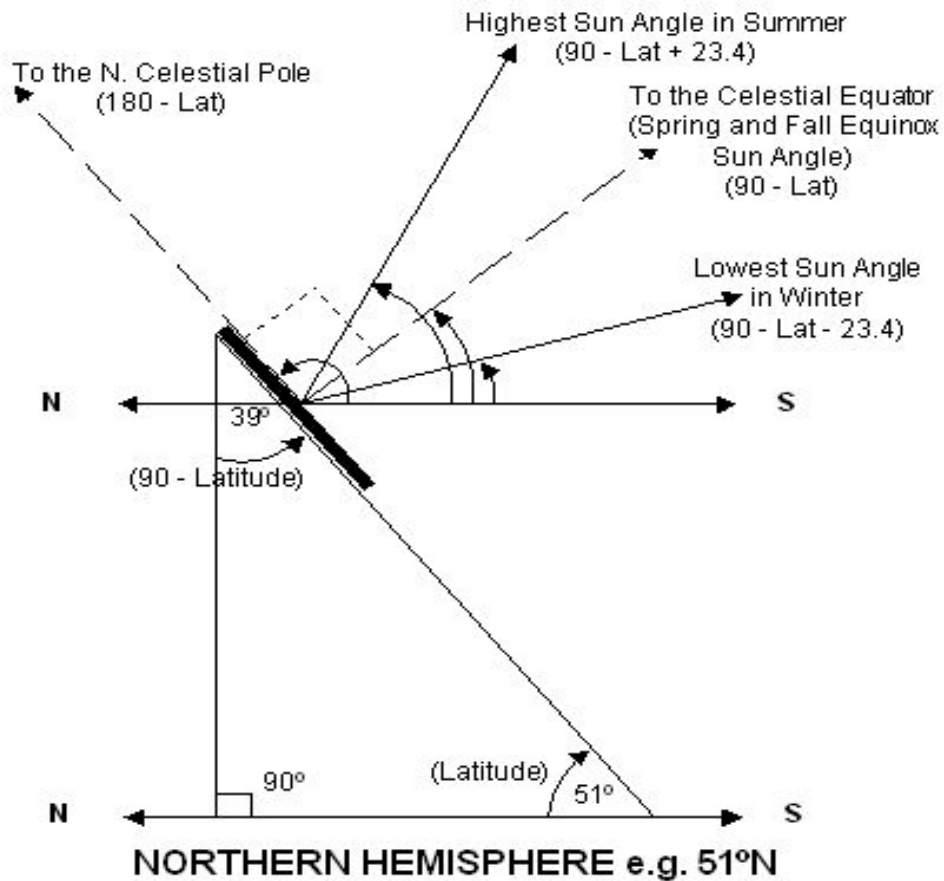 Highest Sun Angle in Summer
(90 - Lat + 23.4)
To the N. Celestial Pole
(180 - Lat)
To the Celestial Equator
(Spring and Fall Equinox
Sun Angle)
(90 - Lat)
Lowest Sun Angle
in Winter
(90 - Lat - 23.4)
N
S
39º
(90 - Latitude)
(Latitude)
90º
51º
N
S
NORTHERN HEMISPHERE e.g. 51ºN